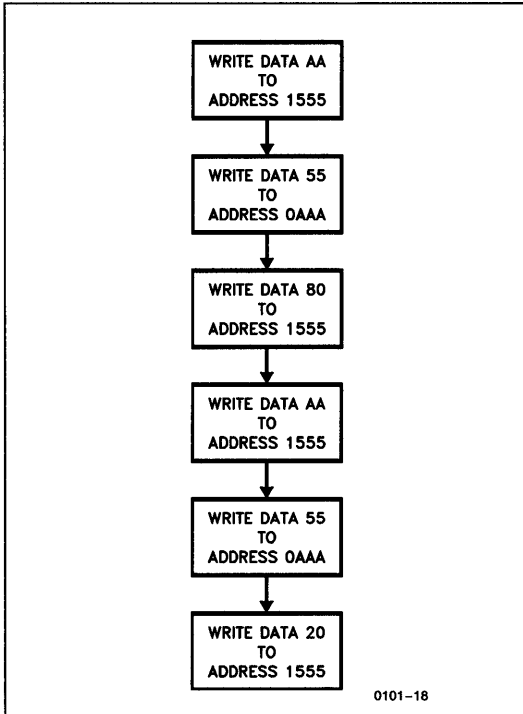 WRITE DATA AA
TO
ADDRESS 1555
WRITE DATA 55
TO
ADDRESS 0AAA
WRITE DATA 80
TO
ADDRESS 1555
WRITE DATA AA
TO
ADDRESS 1555
WRITE DATA 55
TO
ADDRESS 0AAA
WRITE DATA 20
TO
ADDRESS 1555
0101–18